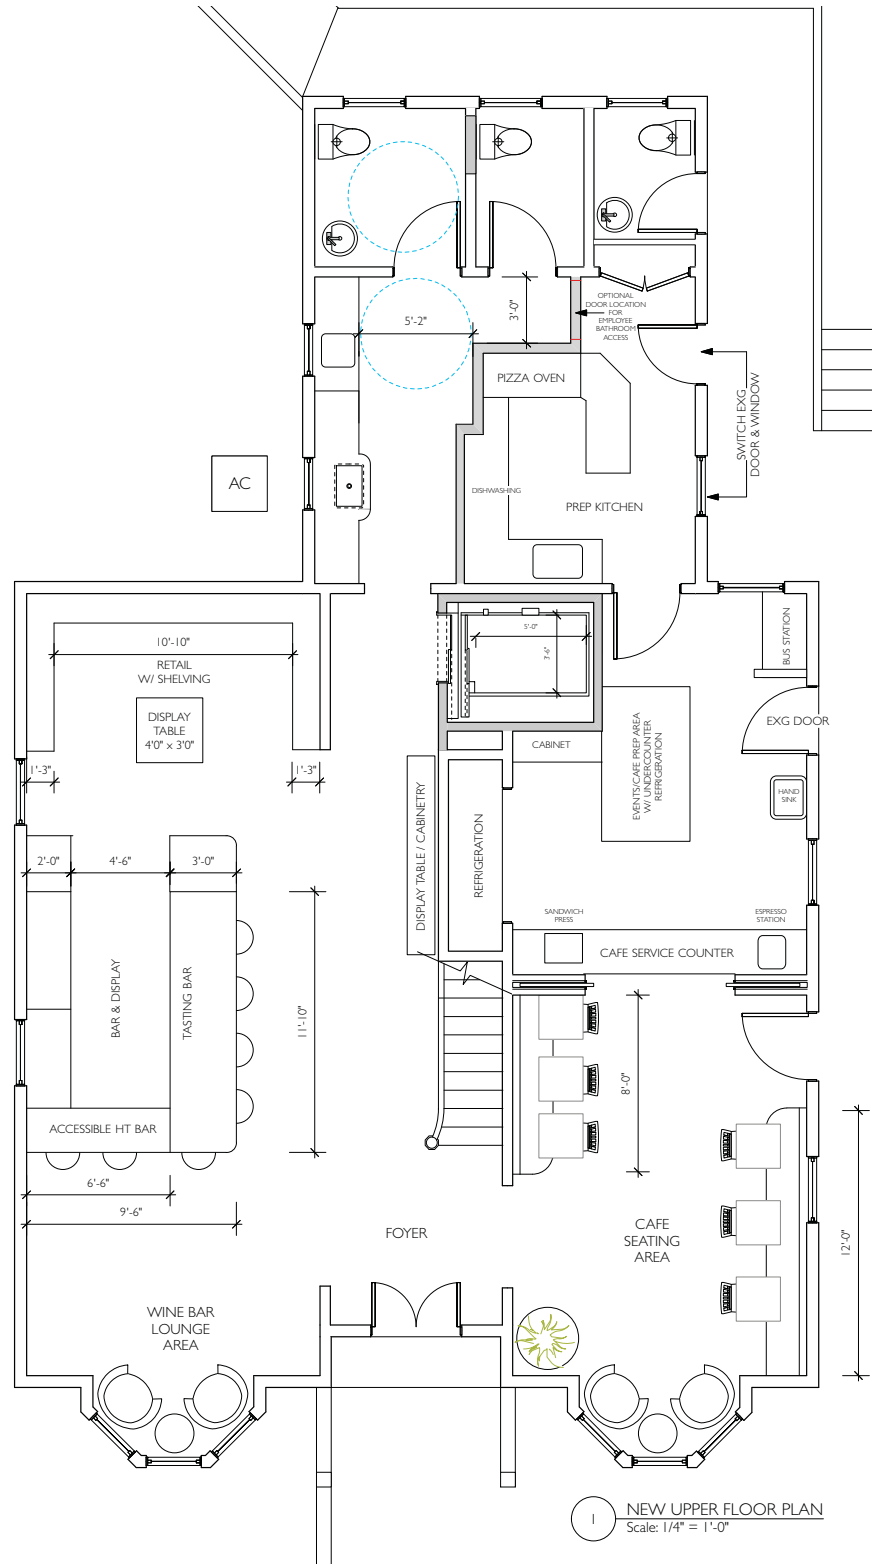 OPTIONAL
DOOR LOCATION
FOR
EMPLOYEE
BATHROOM
ACCESS
5'-2"
3'-0"
PIZZA OVEN
SWITCH EXG
DOOR & WINDOW
AC
DISHWASHING
PREP KITCHEN
10'-10"
RETAIL
W/ SHELVING
DISPLAY
TABLE
4'0" x 3'0"
1'-3"
1'-3"
5'-0"
3'-6"
BUS STATION
EXG DOOR
CABINET
EVENTS/CAFE PREP AREA
W/ UNDERCOUNTER
REFRIGERATION
HAND
SINK
DISPLAY TABLE / CABINETRY
REFRIGERATION
2'-0"
4'-6"
3'-0"
SANDWICH
PRESS
ESPRESSO
STATION
CAFE SERVICE COUNTER
BAR & DISPLAY
TASTING BAR
11'-10"
8'-0"
ACCESSIBLE HT BAR
6'-6"
9'-6"
FOYER
CAFE
SEATING
AREA
12'-0"
WINE BAR
LOUNGE
AREA
1
NEW UPPER FLOOR PLAN
Scale: 1/4" = 1'-0"